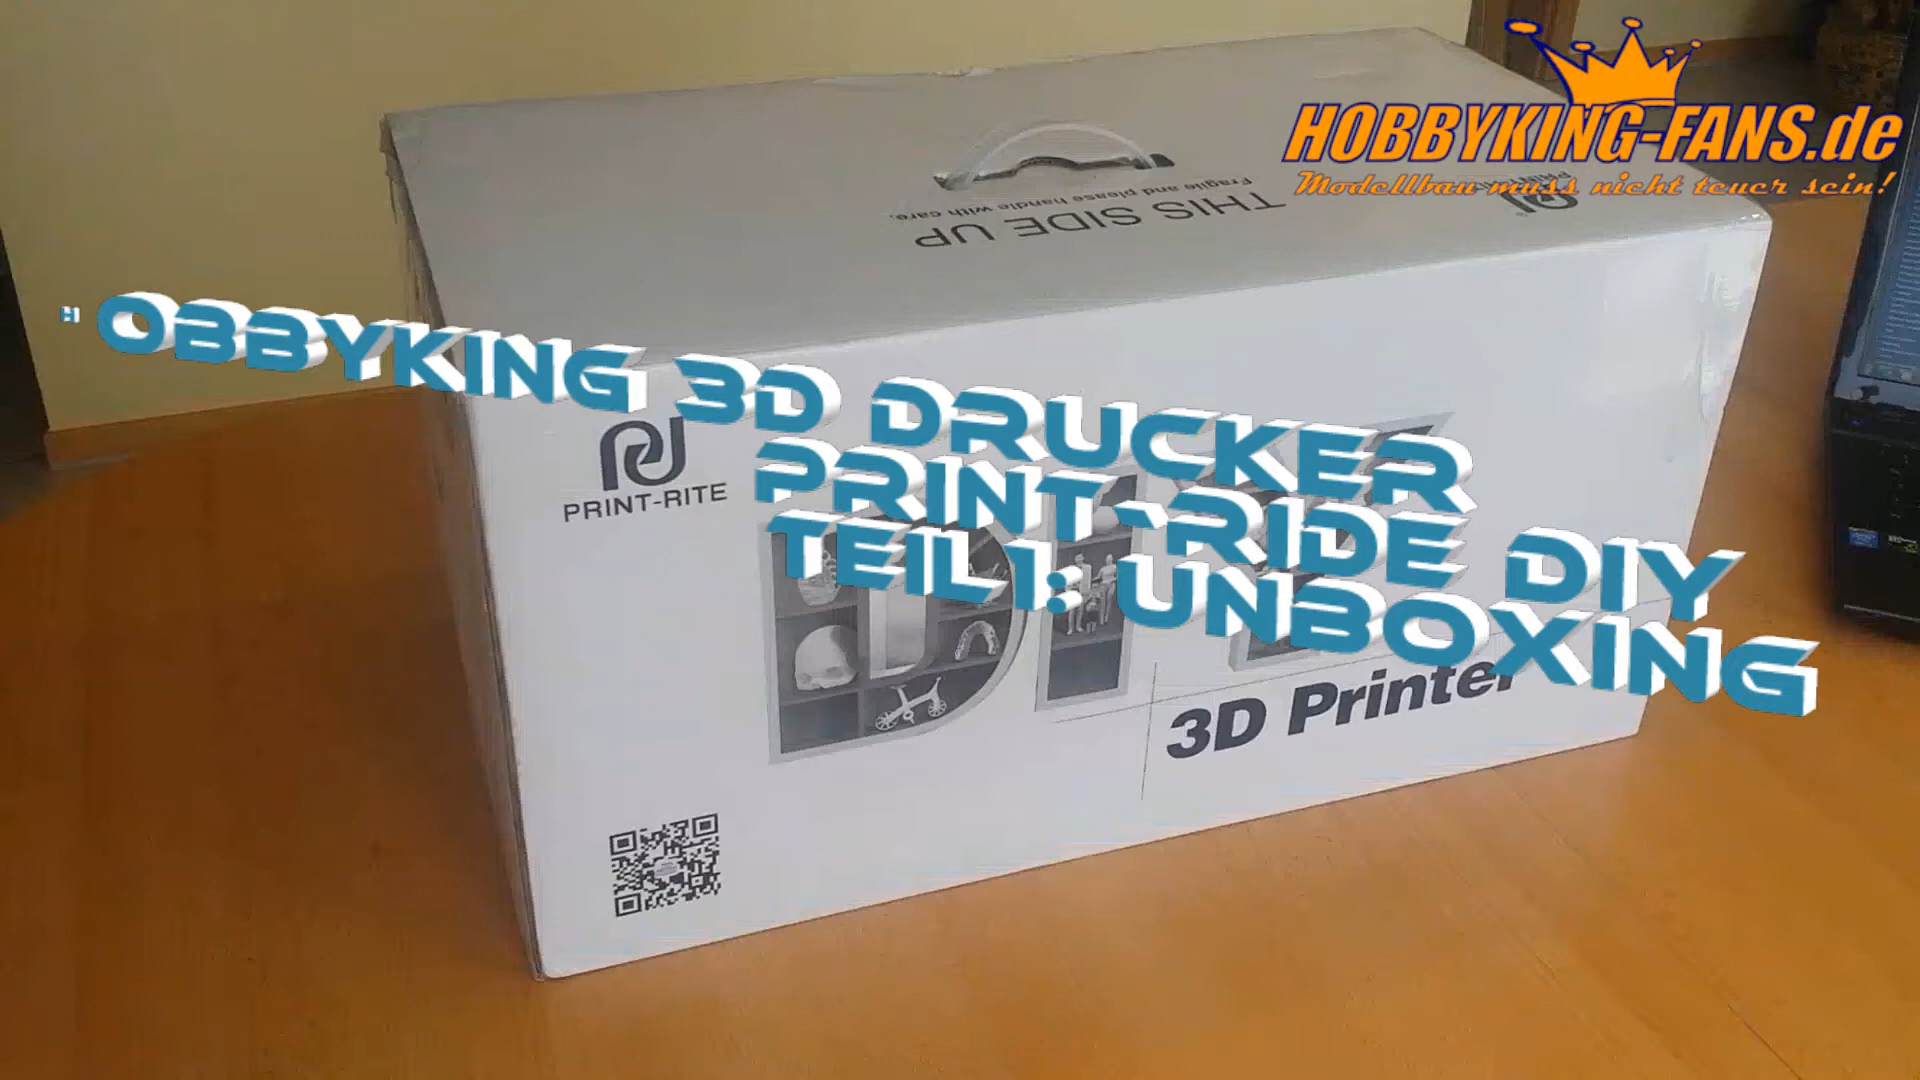 HOBBYKING-FANS.de
Modellbau muss nicht teuer sein!
Fragile and please handle with care.
THIS SIDE UP
HOBBYKING 3D DRUCKER
PRINT-RIDE DIY
TEIL 1: UNBOXING
PRINT-RITE
3D Printer